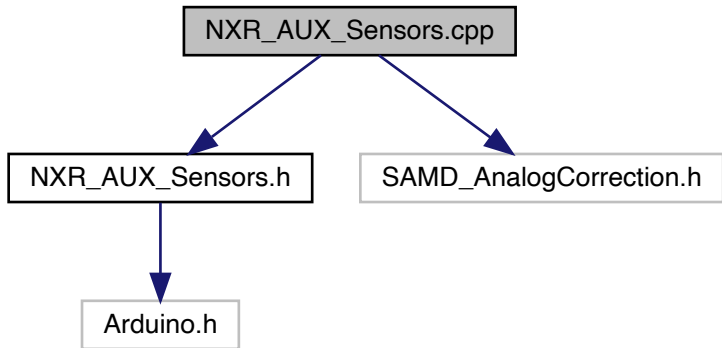 NXR_AUX_Sensors.cpp
NXR_AUX_Sensors.h
SAMD_AnalogCorrection.h
Arduino.h